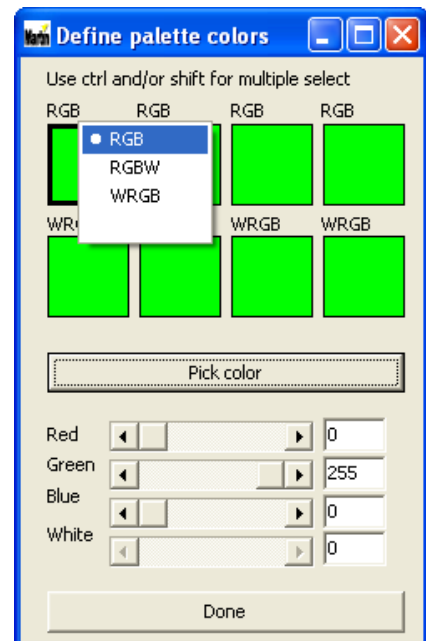 Martin Define palette colors
Use ctrl and/or shift for multiple select
RGB RGB RGB RGB
RGB
RGBW
WRGB
WRGB WRGB
Pick color
Red 0
Green 255
Blue 0
White 0
Done